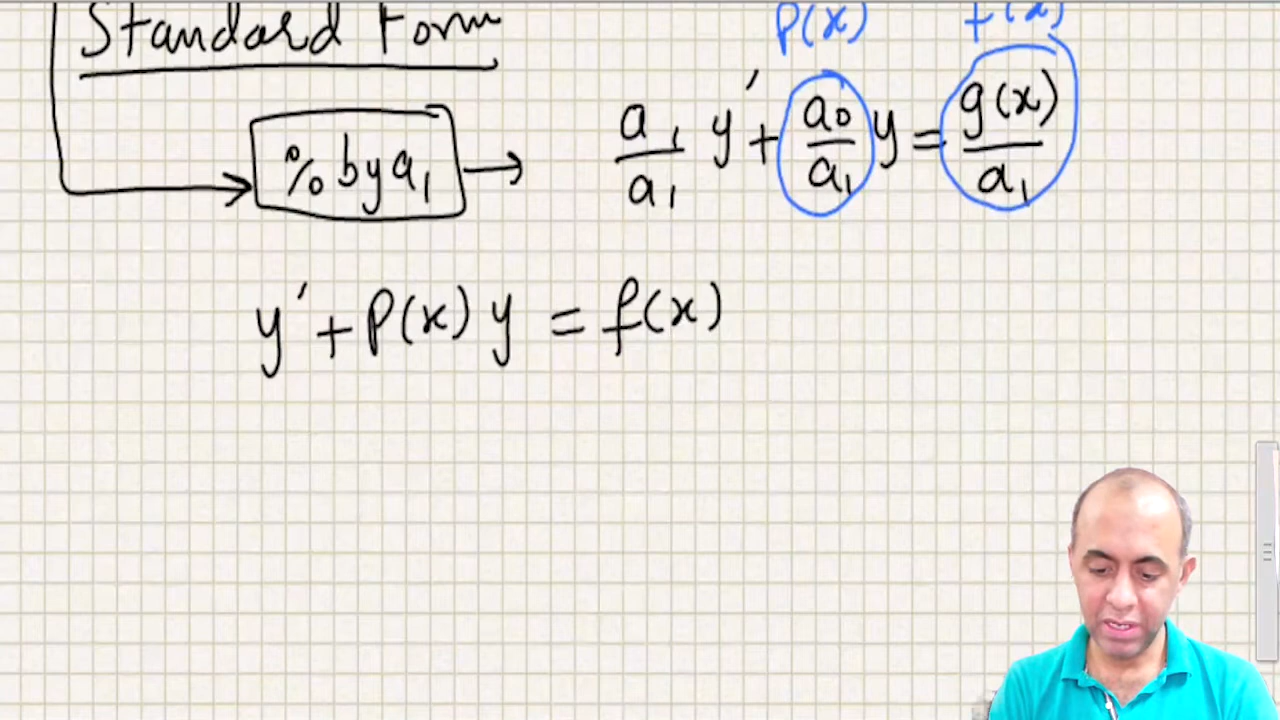 Standard Form
P(x) f(x)
% by a₁ → a₁/a₁ y′ + a₀/a₁ y = g(x)/a₁
y′ + P(x) y = f(x)